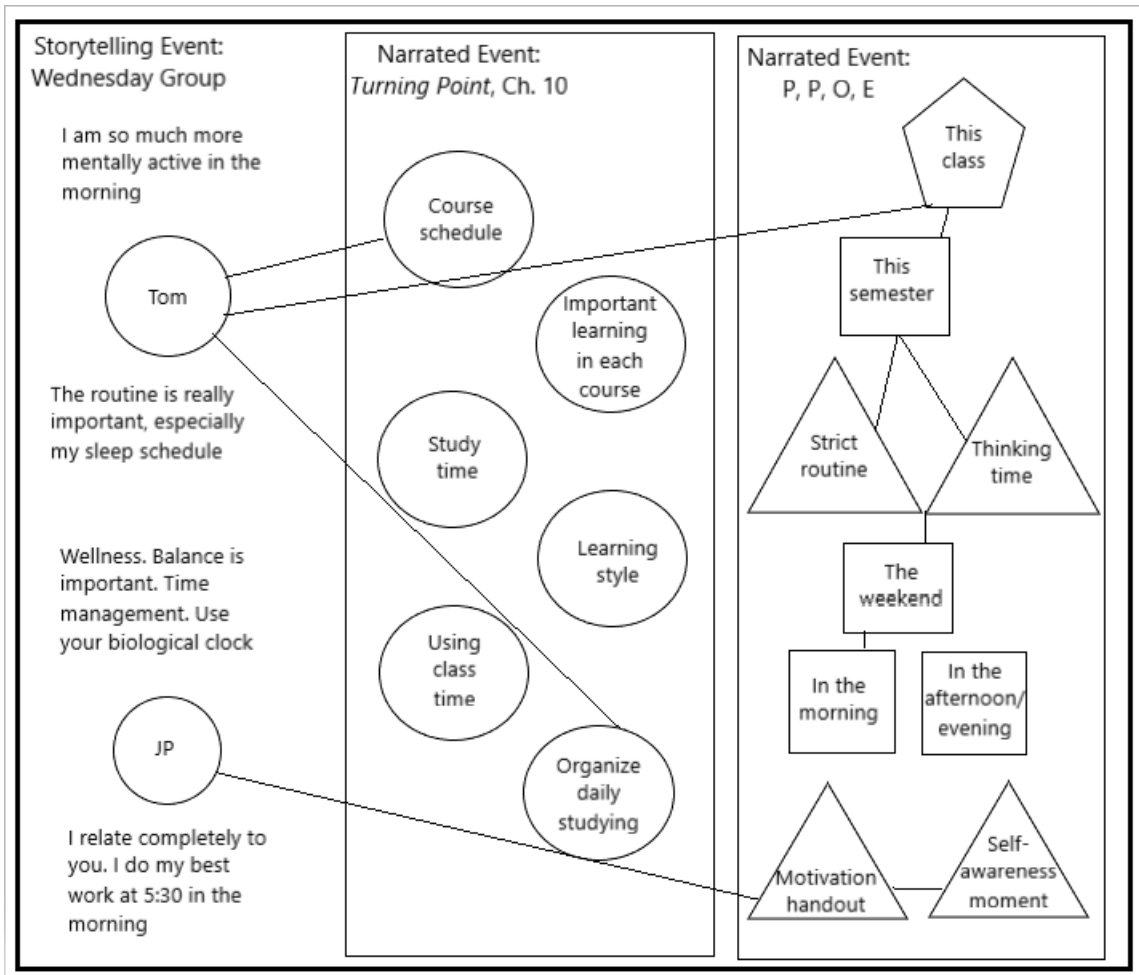 Storytelling Event:
Wednesday Group
I am so much more
mentally active in the
morning
Tom
The routine is really
important, especially
my sleep schedule
Wellness. Balance is
important. Time
management. Use
your biological clock
JP
I relate completely to
you. I do my best
work at 5:30 in the
morning
Narrated Event:
Turning Point, Ch. 10
Course
schedule
Important
learning
in each
course
Study
time
Learning
style
Using
class
time
Organize
daily
studying
Narrated Event:
P, P, O, E
This
class
This
semester
Strict
routine
Thinking
time
The
weekend
In the
morning
In the
afternoon/
evening
Motivation
handout
Self-
awareness
moment